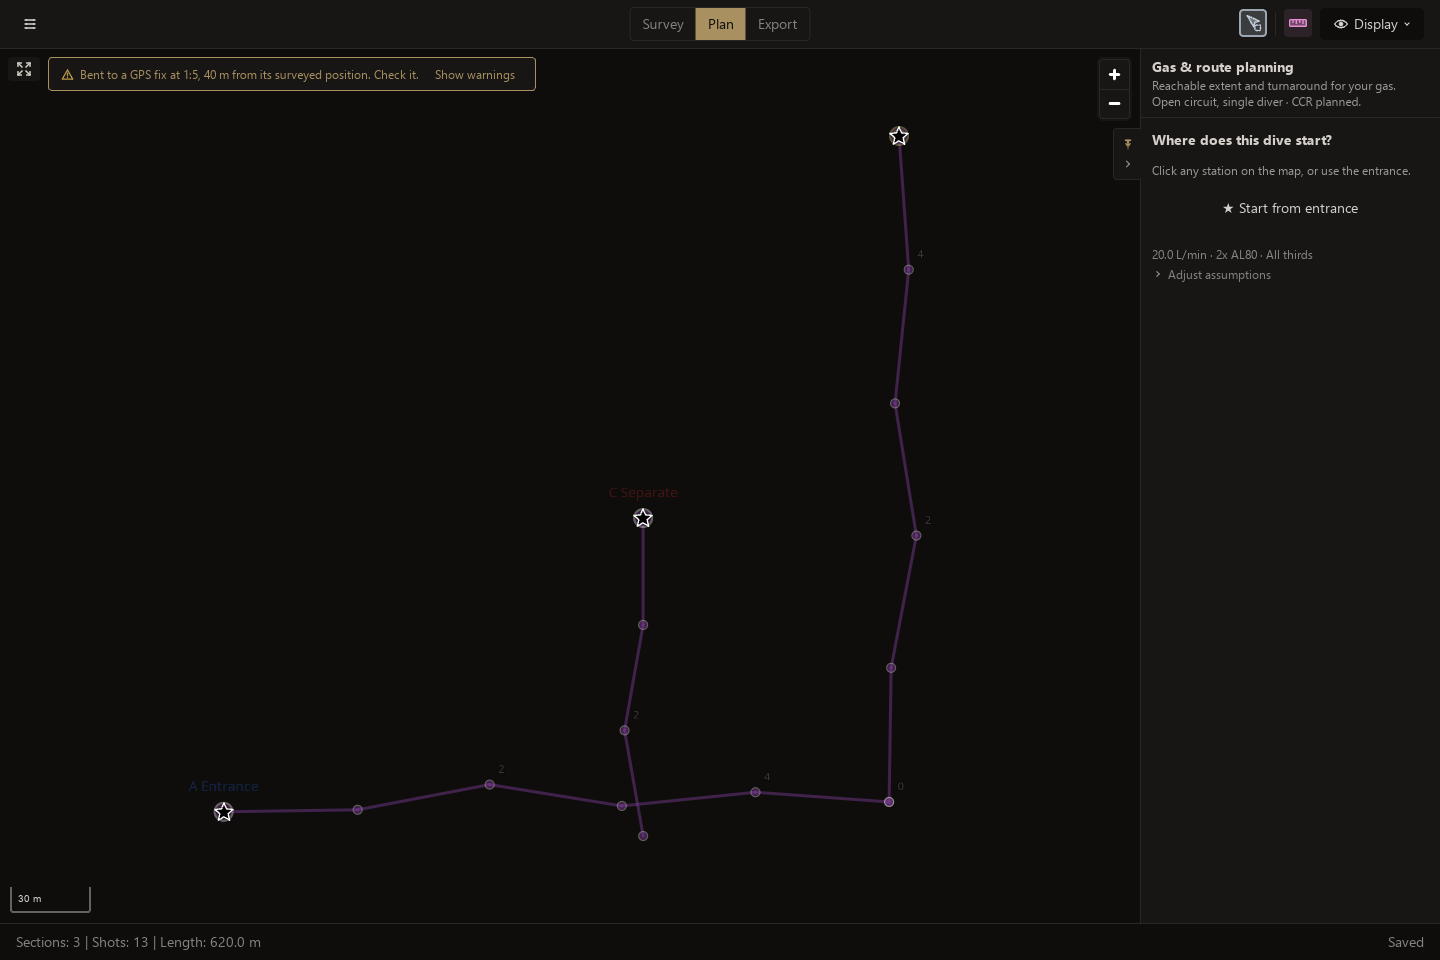 Survey
Plan
Export
Display
Bent to a GPS fix at 1:5, 40 m from its surveyed position. Check it.
Show warnings
Gas & route planning
Reachable extent and turnaround for your gas.
Open circuit, single diver · CCR planned.
Where does this dive start?
Click any station on the map, or use the entrance.
★ Start from entrance
20.0 L/min · 2x AL80 · All thirds
Adjust assumptions
4
C Separate
2
2
A Entrance
2
4
0
30 m
Sections: 3 | Shots: 13 | Length: 620.0 m
Saved